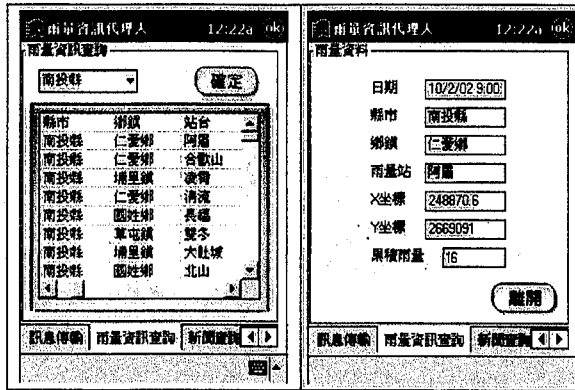 雨量資訊代理人 12:22a ok
雨量資訊查詢
南投縣 確定
縣市 鄉鎮 站台
南投縣 仁愛鄉 阿眉
南投縣 仁愛鄉 合歡山
南投縣 埔里鎮 凌霄
南投縣 仁愛鄉 清流
南投縣 國姓鄉 長福
南投縣 草屯鎮 雙冬
南投縣 埔里鎮 大肚城
南投縣 國姓鄉 北山
訊息傳輸 雨量資訊查詢 新聞查詢
雨量資訊代理人 12:22a ok
雨量資料
日期 10/2/02 9:00:
縣市 南投縣
鄉鎮 仁愛鄉
雨量站 阿眉
X坐標 248870.6
Y坐標 2669091
累積雨量 16
離開
訊息傳輸 雨量資訊查詢 新聞查詢